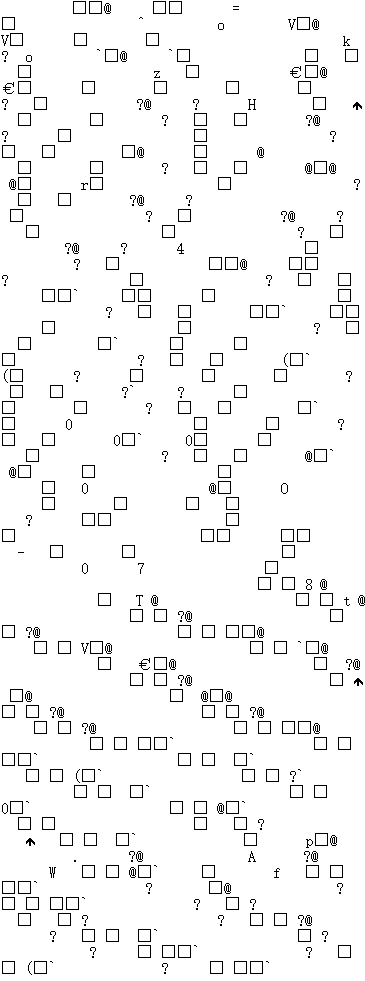 □□@ □□ =
□ ` o V□@
V□ □ □ k
? o `□@ `□ □ □
□ z □ €□@
€□ □ □ □ □
? □ ?@ ? H □ 🡅
□ □ ? □ □ ?@
? □ □ ?
□ □ □@ □ @
□ □ ? □ □ @□@
@□ r□ □ ?
□ □ ?@ ?
□ ? □ ?@ ?
□ □ ? □
?@ ? 4 □
? □ □□@ □□
? □ ? □ □
□□` □□ □ □
? □ □ □□` □□
□ □ ? □
□ □` □ □
□ ? □ □ (□`
(□ ? □ □ □ ?
□ □ ?` ? □
□ □ ? □ □ □`
□ 0 □ □ ?
□ □ 0□` 0□ □
□ ? □ □ @□`
@□ □ □
□ 0 @□ 0
□ □ □ □
? □□ □
□ □□ □□
- □ □ □
0 7 □
□ □ 8 @
□ T @ □ □ t @
□ □ ?@ □
□ ?@ □ □ □□@
□ □ V□@ □ □ `□@
□ €□@ □ ?@
□ □ ?@ □ 🡅
□@ □ @□@
□ □ ?@ □ □ ?@
□ □ ?@ □ □ □□@
□ □ □□` □ □
□□` □ □ □`
□ □ (□` □ □ ?`
□ □ □` □ □
0□` □ □ @□`
□ □ □ □ ?
🡅 □ □ □` □ p□@
. ?@ A ?@
W □ □ @□` □ f □ □
□□` ? □@ ?
□ □ □□` ? □ ?
□ □ ? ? □ □ ?@
? □ □ □` □ ?
? □ □□` ? □
□ (□` ? □ □□`